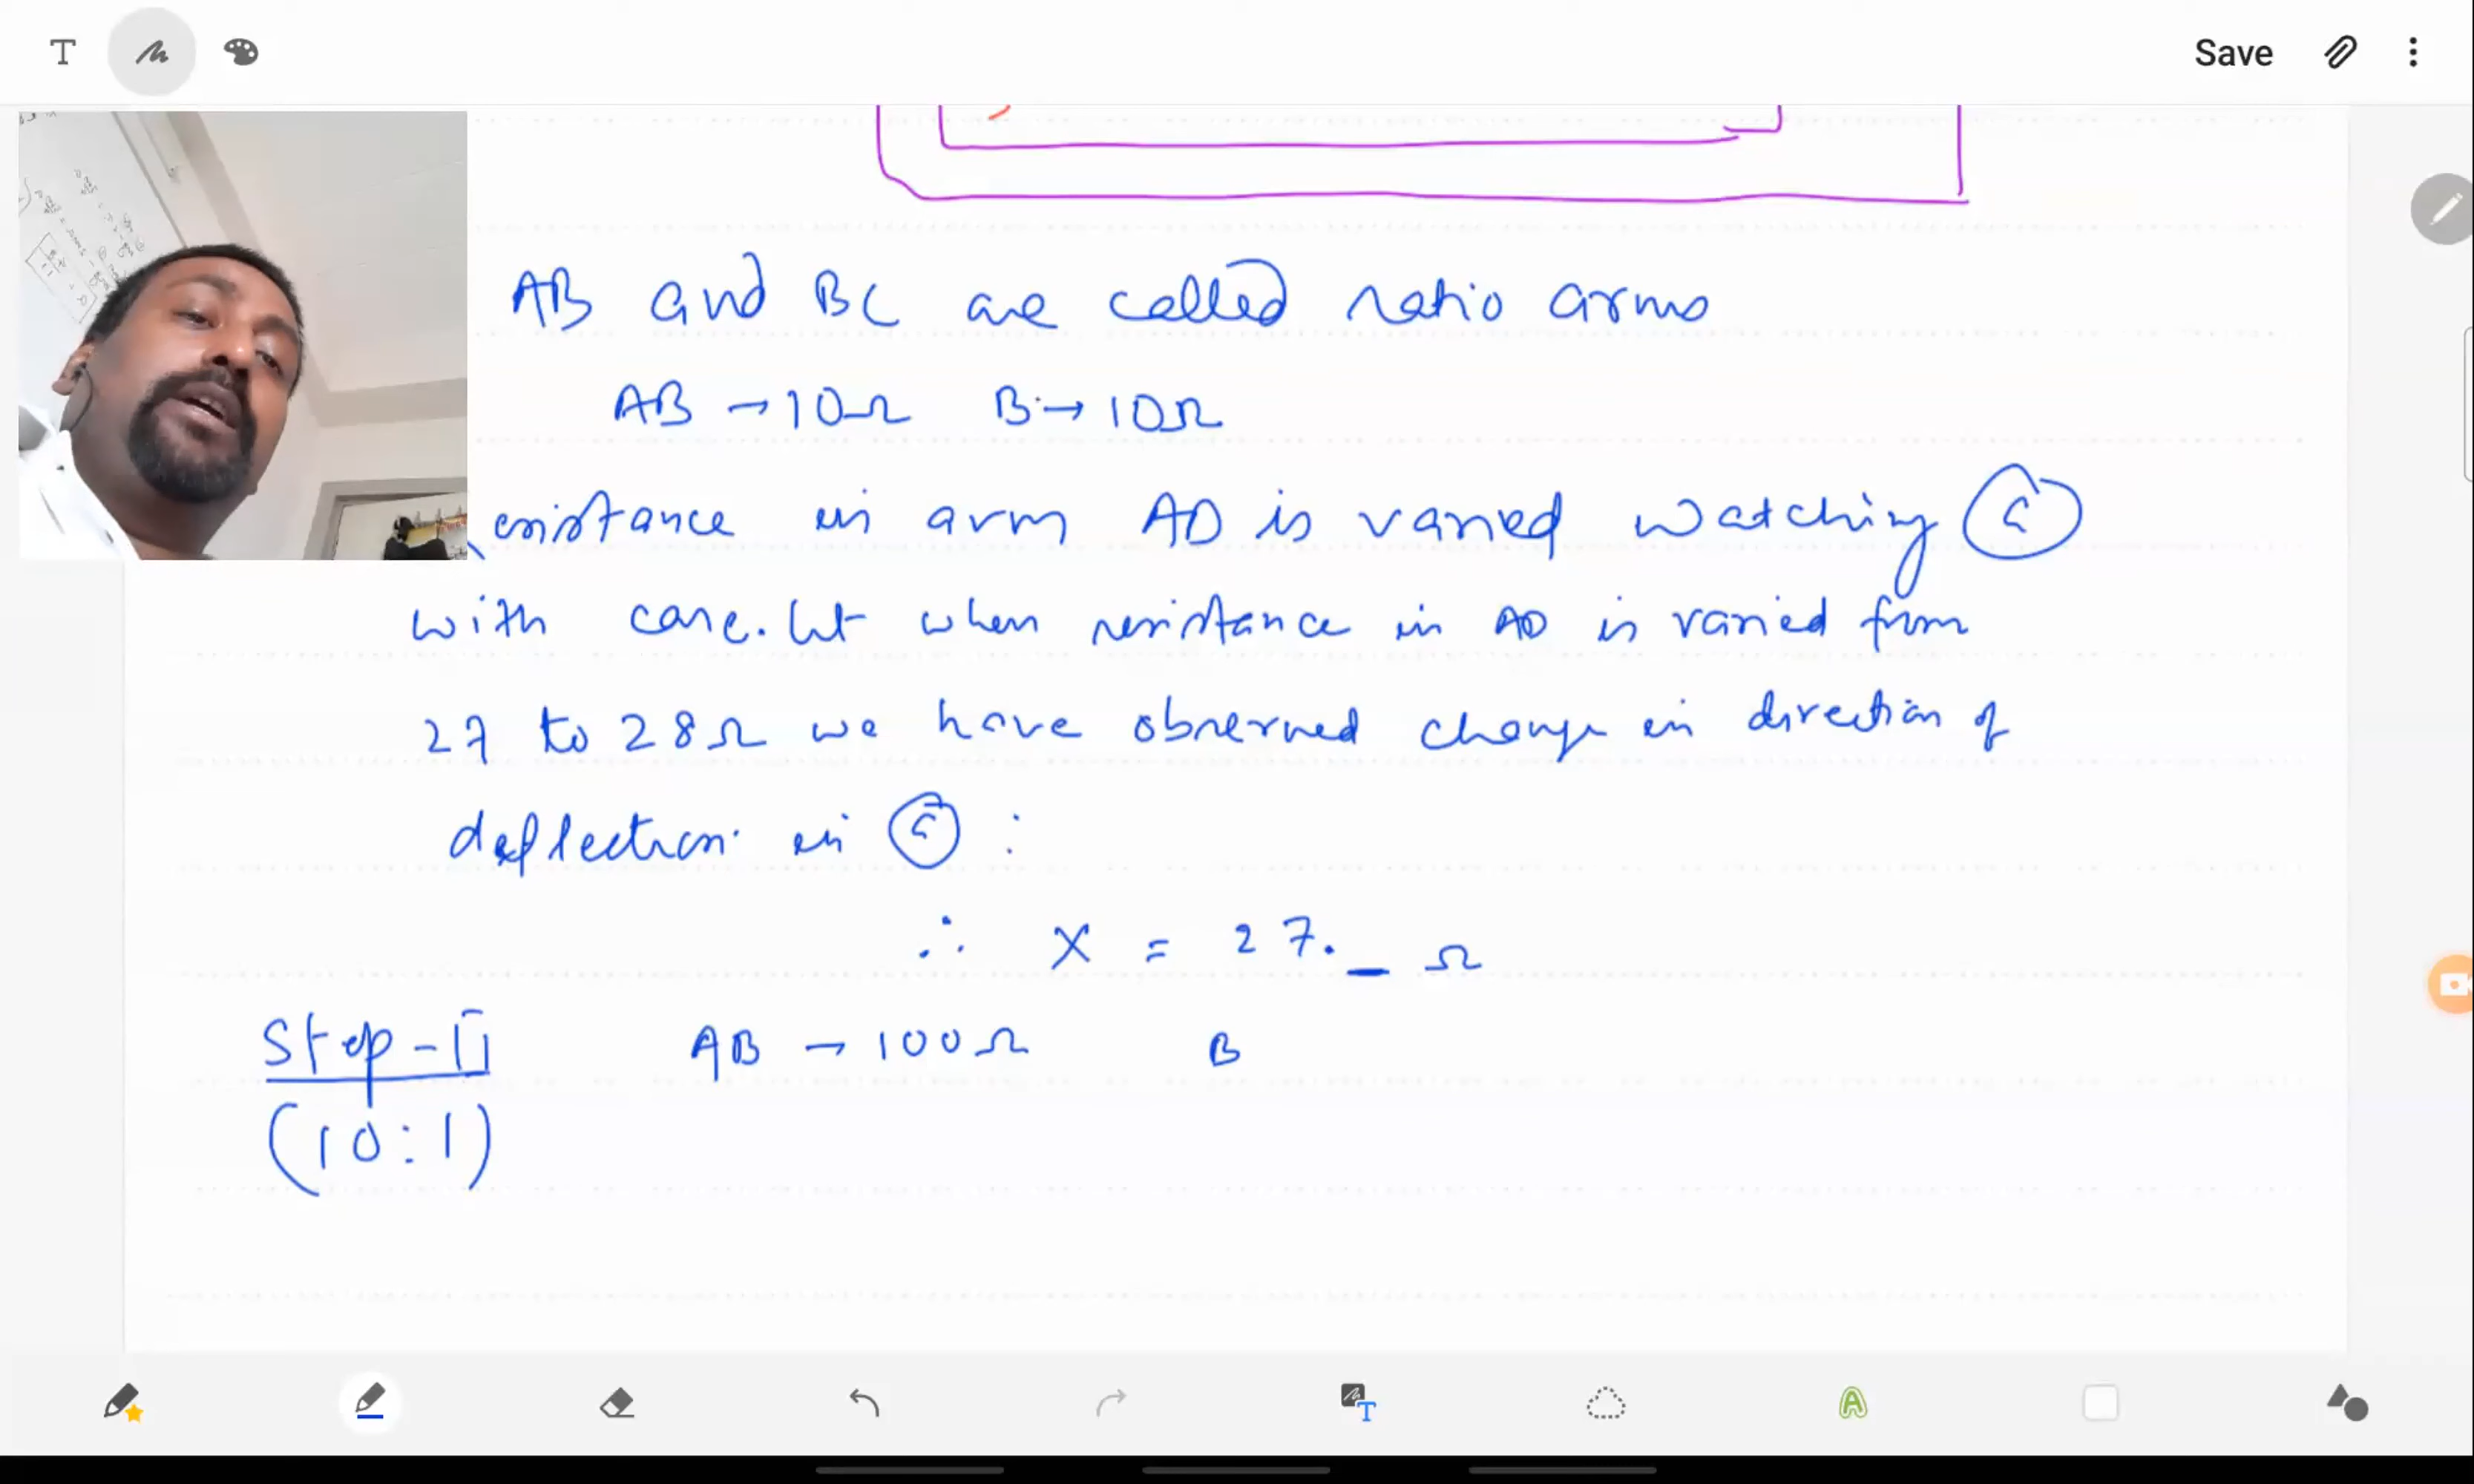 Save
AB and BC are called ratio arms
AB → 10Ω B → 10Ω
esistance in arm AD is varied watching G
with care. let when resistance in AD is varied from
27 to 28Ω we have observed change in direction of
deflection in G :
∴ X = 27._ Ω
Step-II AB → 100Ω B
(10:1)